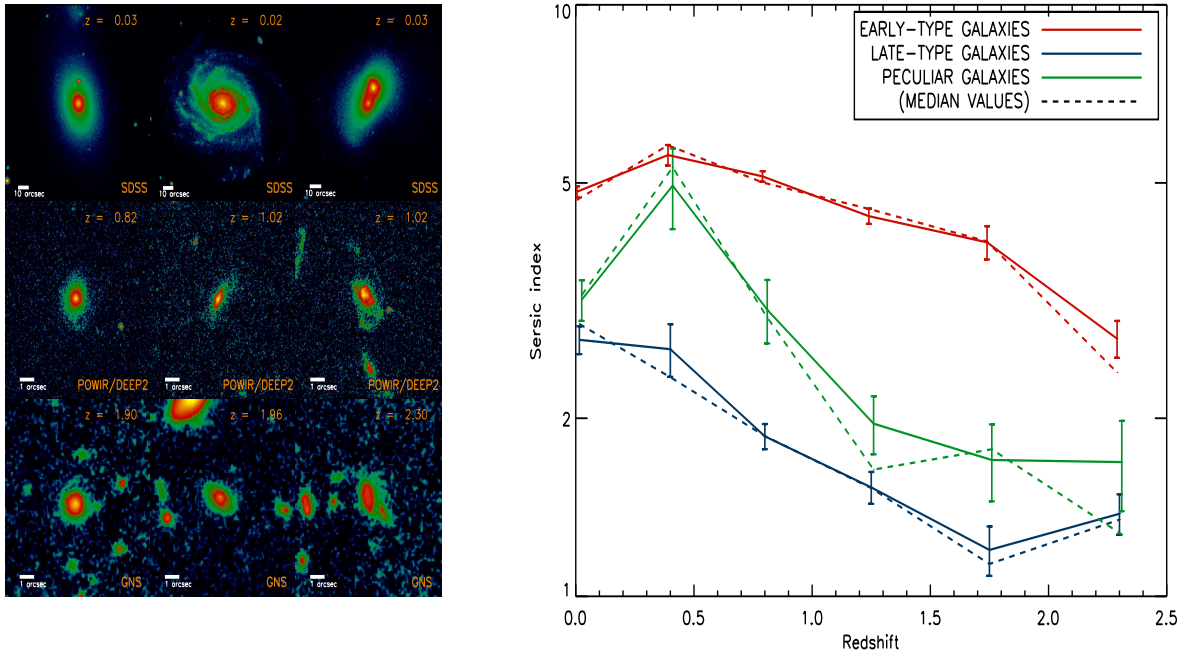 z = 0.03
z = 0.02
z = 0.03
10 arcsec
SDSS
10 arcsec
SDSS
10 arcsec
SDSS
z = 0.82
z = 1.02
z = 1.02
1 arcsec
POWIR/DEEP2
1 arcsec
POWIR/DEEP2
1 arcsec
POWIR/DEEP2
z = 1.90
z = 1.96
z = 2.30
1 arcsec
GNS
1 arcsec
GNS
1 arcsec
GNS
EARLY-TYPE GALAXIES
LATE-TYPE GALAXIES
PECULIAR GALAXIES
(MEDIAN VALUES)
10
5
2
1
Sersic index
0.0
0.5
1.0
1.5
2.0
2.5
Redshift